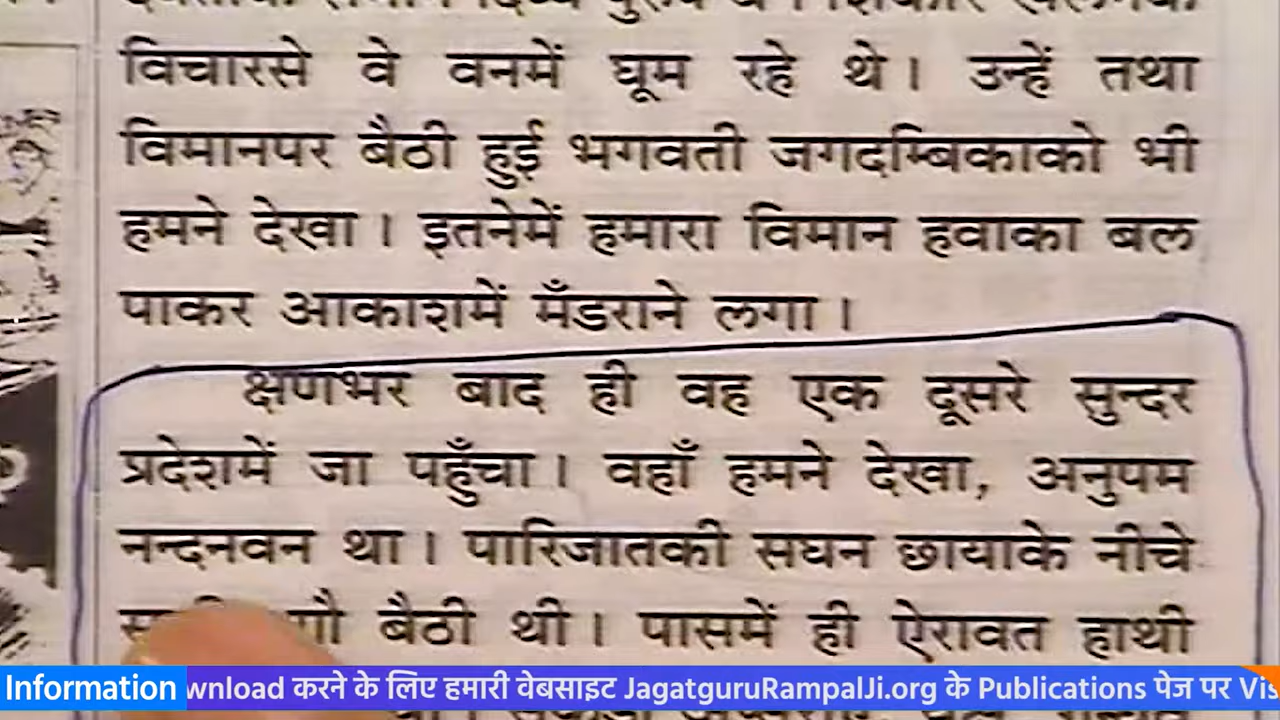 विचारसे वे वनमें घूम रहे थे। उन्हें तथा
विमानपर बैठी हुई भगवती जगदम्बिकाको भी
हमने देखा। इतनेमें हमारा विमान हवाका बल
पाकर आकाशमें मँडराने लगा।
क्षणभर बाद ही वह एक दूसरे सुन्दर
प्रदेशमें जा पहुँचा। वहाँ हमने देखा, अनुपम
नन्दनवन था। पारिजातकी सघन छायाके नीचे
बैठी थी। पासमें ही ऐरावत हाथी
Information wnload करने के लिए हमारी वेबसाइट JagatguruRampalJi.org के Publications पेज पर Vis